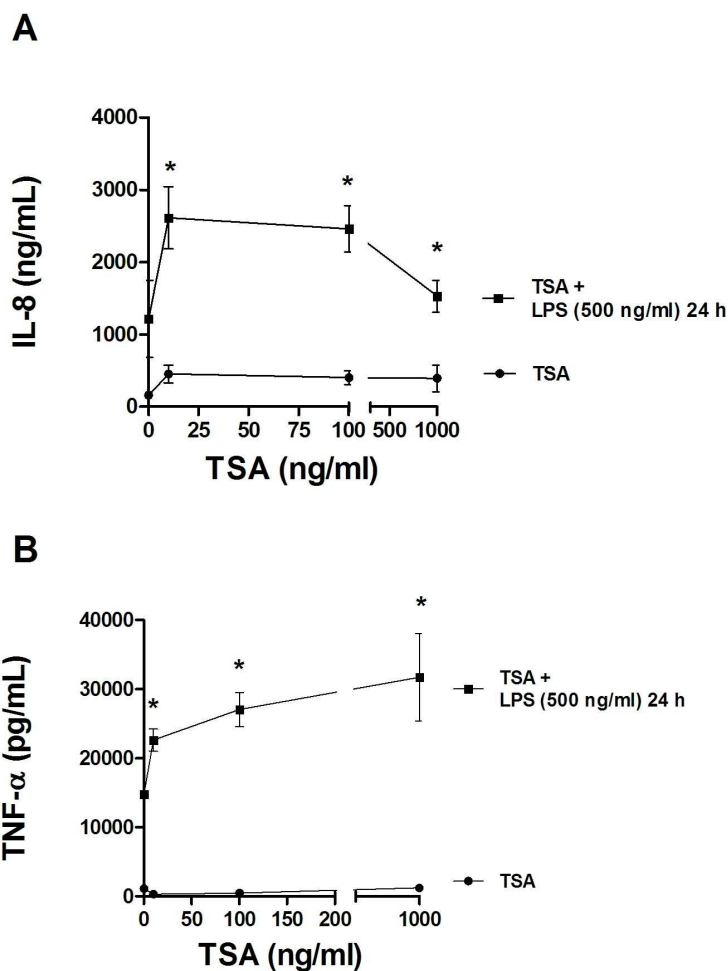 A
IL-8 (ng/mL)
4000
3000
2000
1000
0
* * *
0 25 50 75 100 500 1000
TSA (ng/ml)
TSA +
LPS (500 ng/ml) 24 h
TSA
B
TNF-α (pg/mL)
40000
30000
20000
10000
0
* * *
0 50 100 150 200 1000
TSA (ng/ml)
TSA +
LPS (500 ng/ml) 24 h
TSA